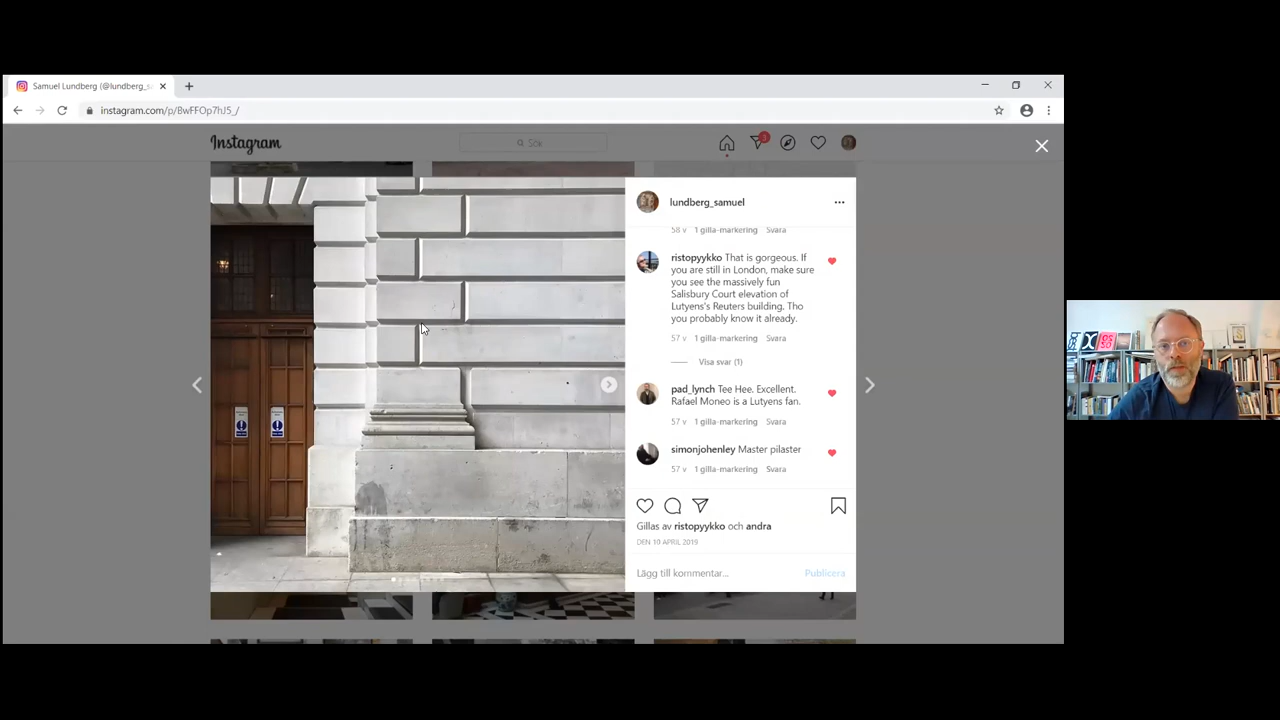 Samuel Lundberg (@lundberg_s
instagram.com/p/BwFFOp7hJ5_/
Instagram
Sök
3
lundberg_samuel
58 v 1 gilla-markering Svara
ristopyykko That is gorgeous. If
you are still in London, make sure
you see the massively fun
Salisbury Court elevation of
Lutyens's Reuters building. Tho
you probably know it already.
57 v 1 gilla-markering Svara
Visa svar (1)
pad_lynch Tee Hee. Excellent.
Rafael Moneo is a Lutyens fan.
57 v 1 gilla-markering Svara
simonjohenley Master pilaster
57 v 1 gilla-markering Svara
Gillas av ristopyykko och andra
DEN 10 APRIL 2019
Lägg till kommentar...
Publicera